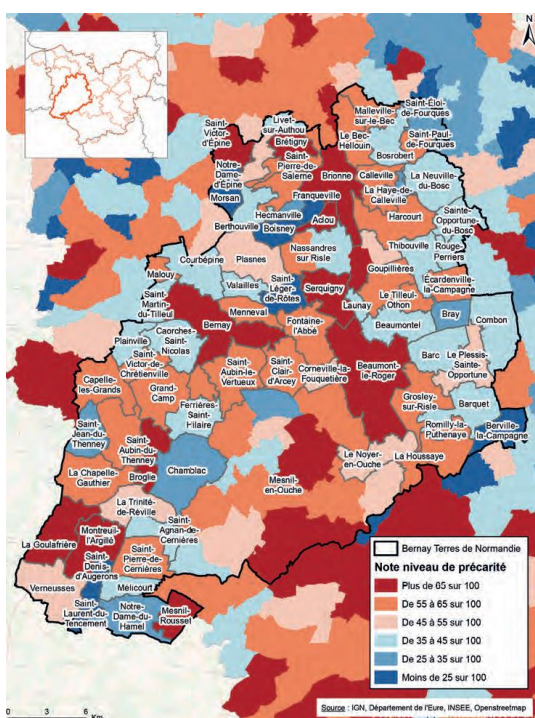 N
Malleville-
sur-le-Bec
Saint-Éloi-
de-Fourques
Saint-
Victor-
d'Épine
Livet-
sur-Authou
Brétigny
Le Bec-
Hellouin
Saint-Paul-
de-Fourques
Bosrobert
Notre-
Dame-
d'Épine
Saint-
Pierre-de-
Salerne
Brionne
Calleville
La Neuville-
du-Bosc
Morsan
Franqueville
La Haye-de-
Calleville
Hecmanville
Aclou
Harcourt
Sainte-
Opportune-
du-Bosc
Berthouville
Boisney
Thibouville
Rouge-
Perriers
Courbépine
Plasnes
Nassandres
sur Risle
Goupillières
Malouy
Valailles
Saint-
Léger-
de-Rôtes
Serquigny
Écardenville-
la-Campagne
Saint-
Martin-
du-Tilleul
Launay
Le Tilleul-
Othon
Bray
Combon
Menneval
Fontaine-
l'Abbé
Beaumontel
Bernay
Plainville
Caorches-
Saint-
Nicolas
Barc
Le Plessis-
Sainte-
Opportune
Saint-
Victor-de-
Chrétienville
Saint-
Aubin-le-
Vertueux
Saint-
Clair-
d'Arcey
Corneville-la-
Fouquetière
Beaumont-
le-Roger
Capelle-
les-Grands
Grand-
Camp
Barquet
Ferrières-
Saint-
Hilaire
Grosley-
sur-Risle
Romilly-la-
Puthenaye
Berville-
la-Campagne
Saint-
Jean-du-
Thenney
Saint-
Aubin-du-
Thenney
Le Noyer-
en-Ouche
La Houssaye
La Chapelle-
Gauthier
Broglie
Chamblac
Mesnil-
en-Ouche
La Trinité-
de-Réville
Montreuil-
l'Argillé
Saint-
Agnan-de-
Cernières
La Goulafrière
Saint-
Denis-
d'Augerons
Saint-
Pierre-de-
Cernières
Verneusses
Mélicourt
Saint-
Laurent-du-
Tencement
Notre-
Dame-du-
Hamel
Mesnil-
Rousset
Bernay Terres de Normandie
Note niveau de précarité
Plus de 65 sur 100
De 55 à 65 sur 100
De 45 à 55 sur 100
De 35 à 45 sur 100
De 25 à 35 sur 100
Moins de 25 sur 100
0 3 6
Km
Source : IGN, Département de l'Eure, INSEE, Openstreetmap